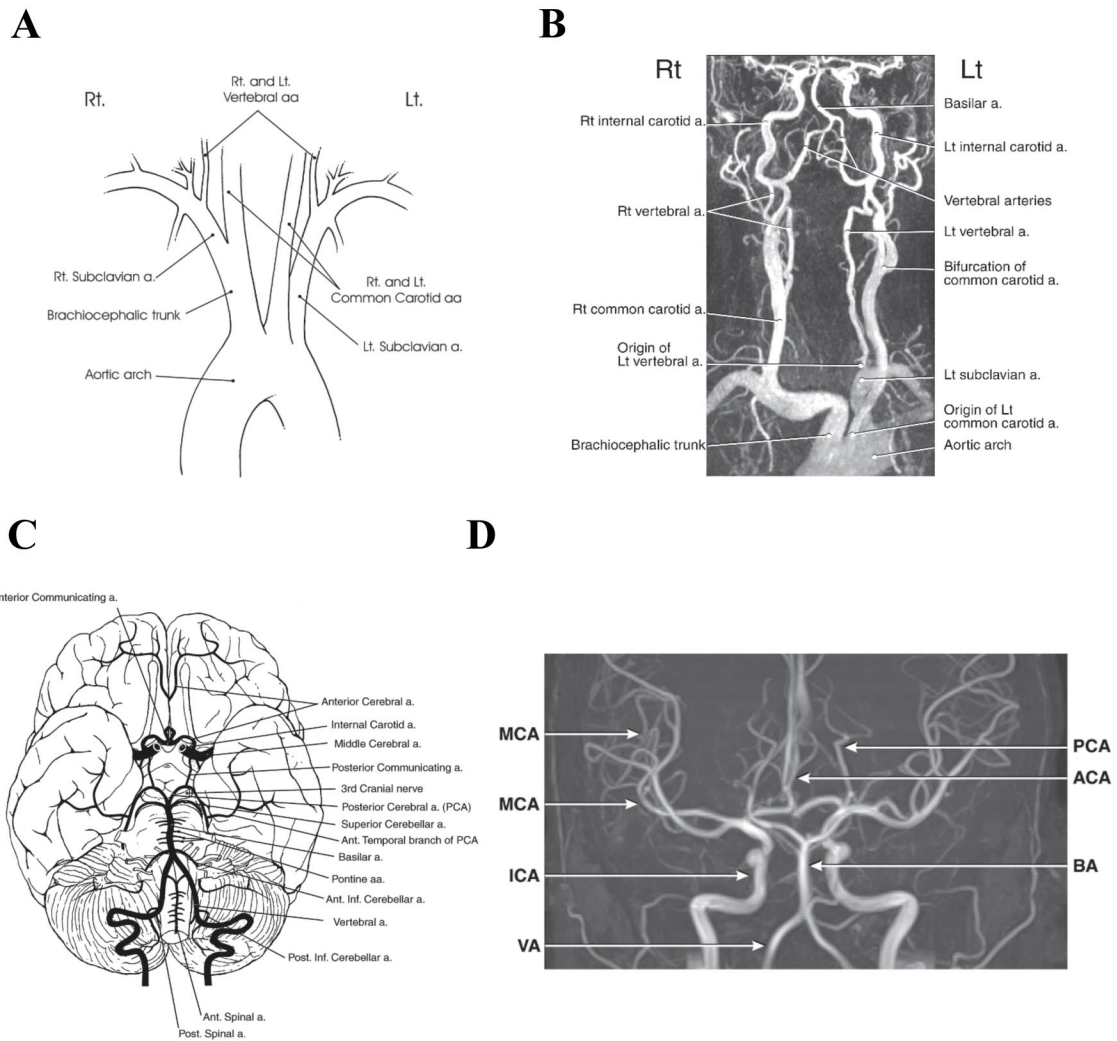 A
Rt.
Rt. and Lt.
Vertebral aa
Lt.
Rt. Subclavian a.
Brachiocephalic trunk
Aortic arch
Rt. and Lt.
Common Carotid aa
Lt. Subclavian a.
B
Rt
Lt
Rt internal carotid a.
Rt vertebral a.
Rt common carotid a.
Origin of
Lt vertebral a.
Brachiocephalic trunk
Basilar a.
Lt internal carotid a.
Vertebral arteries
Lt vertebral a.
Bifurcation of
common carotid a.
Lt subclavian a.
Origin of Lt
common carotid a.
Aortic arch
C
nterior Communicating a.
Anterior Cerebral a.
Internal Carotid a.
Middle Cerebral a.
Posterior Communicating a.
3rd Cranial nerve
Posterior Cerebral a. (PCA)
Superior Cerebellar a.
Ant. Temporal branch of PCA
Basilar a.
Pontine aa.
Ant. Inf. Cerebellar a.
Vertebral a.
Post. Inf. Cerebellar a.
Ant. Spinal a.
Post. Spinal a.
D
MCA
MCA
ICA
VA
PCA
ACA
BA